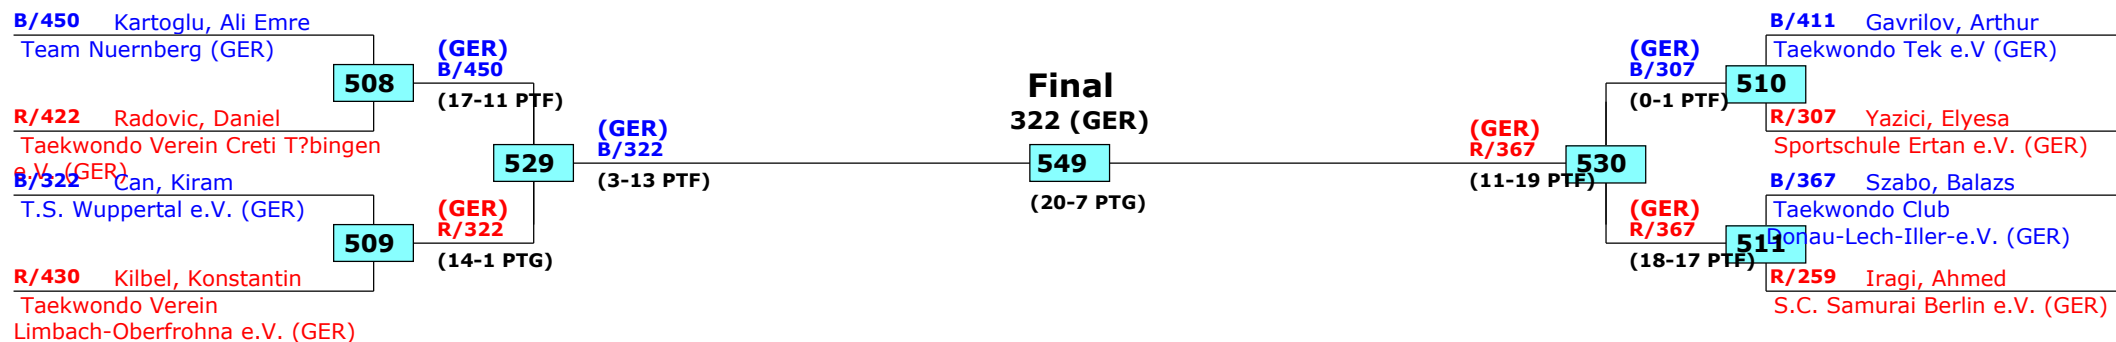 B/450 Kartoglu, Ali Emre
Team Nuernberg (GER)
508
R/422 Radovic, Daniel
Taekwondo Verein Creti T?bingen
e.V. (GER)
B/322 Can, Kiram
T.S. Wuppertal e.V. (GER)
509
R/430 Kilbel, Konstantin
Taekwondo Verein
Limbach-Oberfrohna e.V. (GER)
(GER)
B/450
(17-11 PTF)
529
(GER)
R/322
(14-1 PTG)
(GER)
B/322
(3-13 PTF)
Final
322 (GER)
549
(20-7 PTG)
(GER)
R/367
(11-19 PTF)
530
(GER)
B/307
(0-1 PTF)
(GER)
R/367
(18-17 PTF)
B/411 Gavrilov, Arthur
Taekwondo Tek e.V (GER)
510
R/307 Yazici, Elyesa
Sportschule Ertan e.V. (GER)
B/367 Szabo, Balazs
Taekwondo Club
Donau-Lech-Iller-e.V. (GER)
511
R/259 Iragi, Ahmed
S.C. Samurai Berlin e.V. (GER)